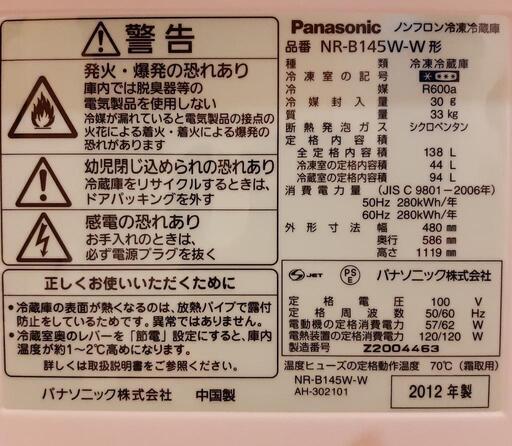 警告
発火・爆発の恐れあり
庫内では脱臭器等の
電気製品を使用しない
冷媒が漏れていると電気製品の接点の
火花による着火・着火による爆発の
恐れがあります
幼児閉じ込められの恐れあり
冷蔵庫をリサイクルするときは、
ドアパッキングを外す
感電の恐れあり
お手入れのときは、
必ず電源プラグを抜く
正しくお使いいただくために
•冷蔵庫の表面が熱くなるのは、放熱パイプで露付
防止をしているためです。異常ではありません。
•冷蔵室奥のレバーを「節電」設定にすると、庫内
温度が約1~2℃高めになります。
詳しくは取扱説明書をご参照ください。
パナソニック株式会社 中国製
Panasonic ノンフロン冷凍冷蔵庫
品番 NR-B145W-W形
種類 冷凍冷蔵庫
冷凍室の記号
冷媒 R600a
冷媒封入量 30g
質量 33kg
断熱発泡ガス シクロペンタン
定格内容積
全定格内容積 138 L
冷凍室の定格内容積 44 L
冷蔵室の定格内容積 94 L
消費電力量 (JIS C 9801-2006年)
50Hz 280kWh/年
60Hz 280kWh/年
外形寸法 幅 480mm
奥行 586mm
高さ 1119mm
S JET PSE パナソニック株式会社
定格電圧 100 V
定格周波数 50/60 Hz
電動機の定格消費電力 57/62 W
電熱装置の定格消費電力 120/120 W
製造番号 Z2004463
温度ヒューズの定格動作温度 70℃ (霜取用)
NR-B145W-W
AH-302101
2012年製